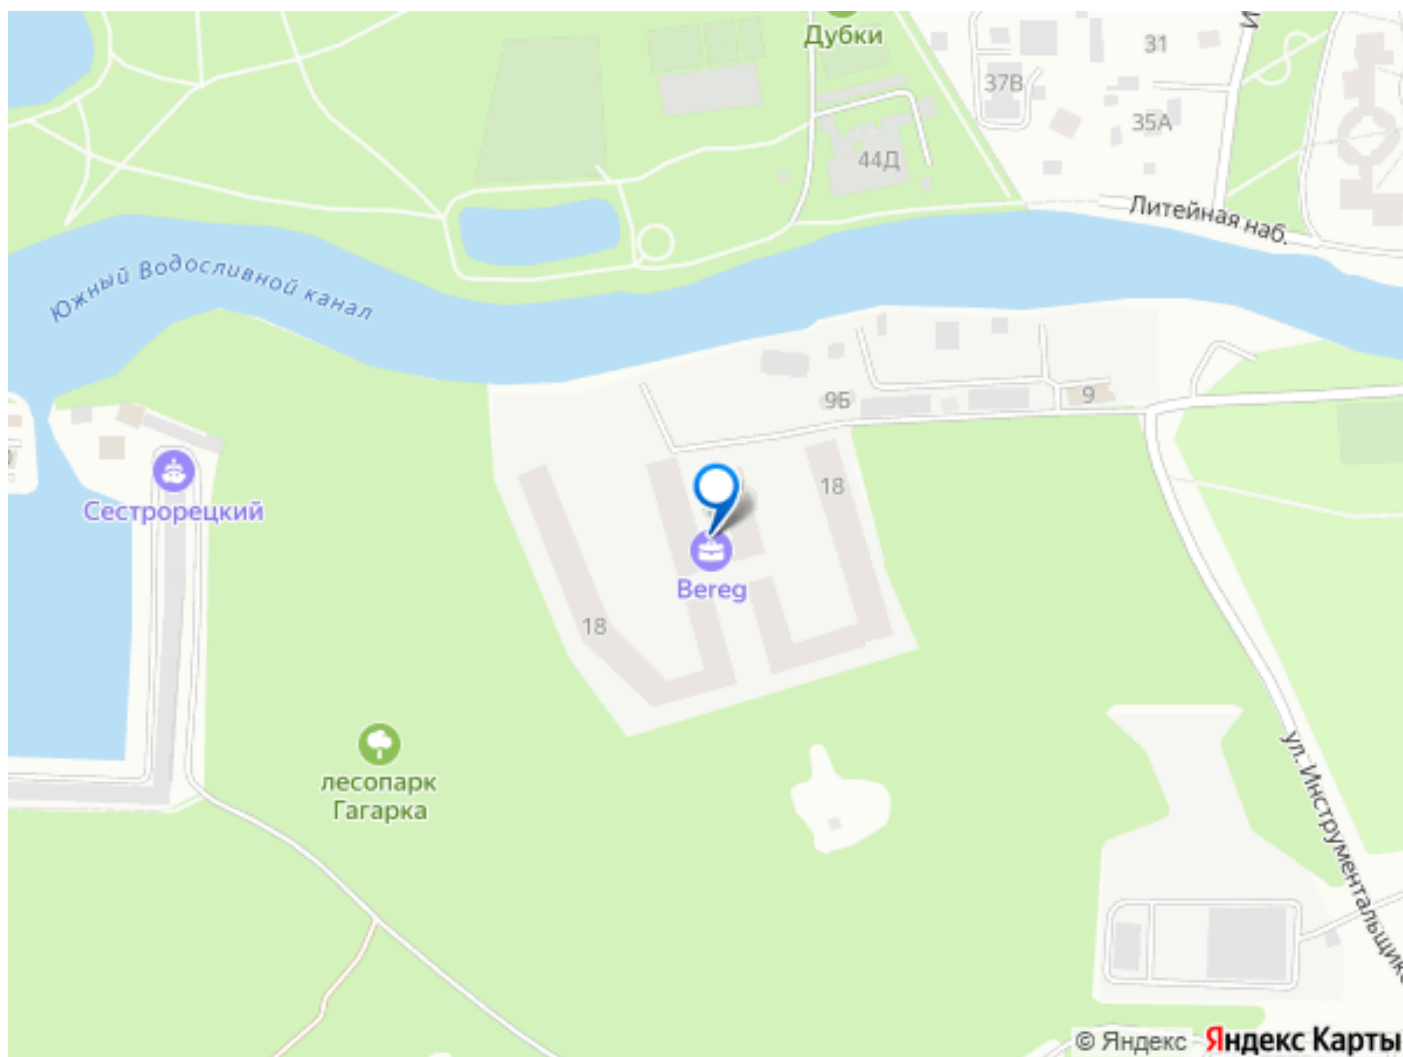 Дубки
31
37В
35А
44Д
Литейная наб.
Южный Водосливной канал
9Б
9
Сестрорецкий
18
Bereg
18
лесопарк
Гагарка
ул. Инструментальщико
© Яндекс Яндекс Карты